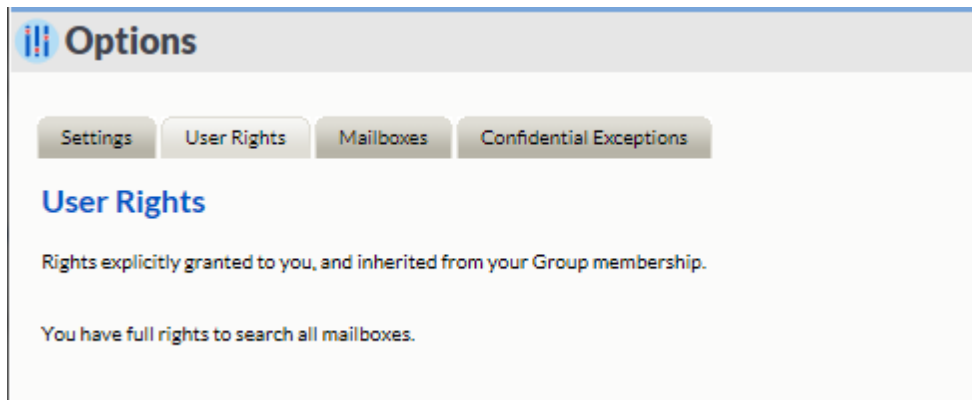 Options
Settings User Rights Mailboxes Confidential Exceptions
User Rights
Rights explicitly granted to you, and inherited from your Group membership.
You have full rights to search all mailboxes.